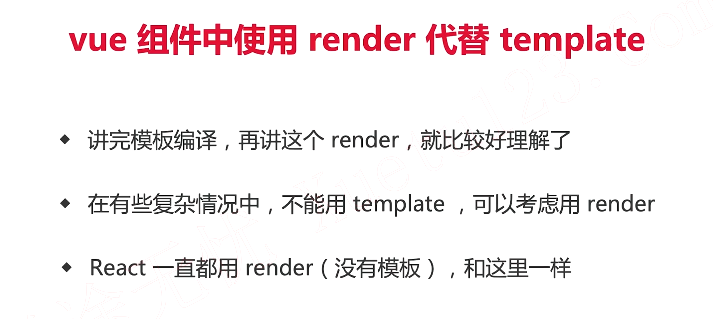 vue 组件中使用 render 代替 template
讲完模板编译，再讲这个 render，就比较好理解了
在有些复杂情况中，不能用 template ，可以考虑用 render
React 一直都用 render（没有模板），和这里一样